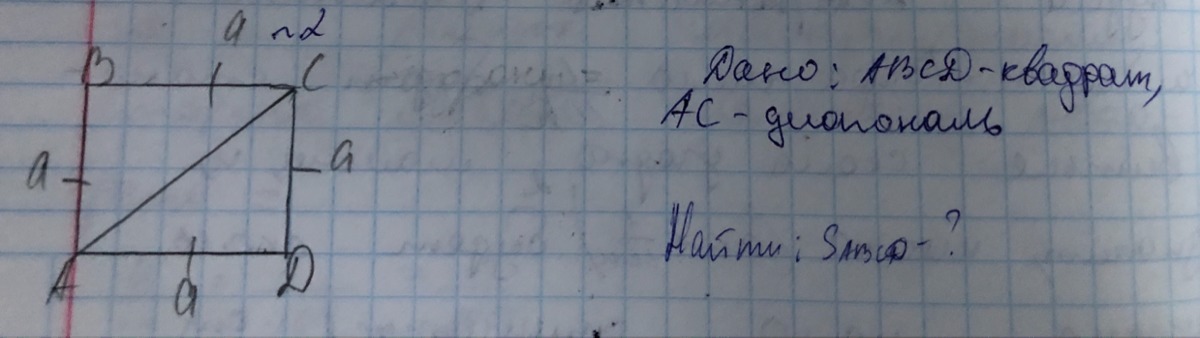 a ~2
B C
Дано: ABCD-квадрат,
AC-диагональ
a a
Найти: SABCD-?
A D
a